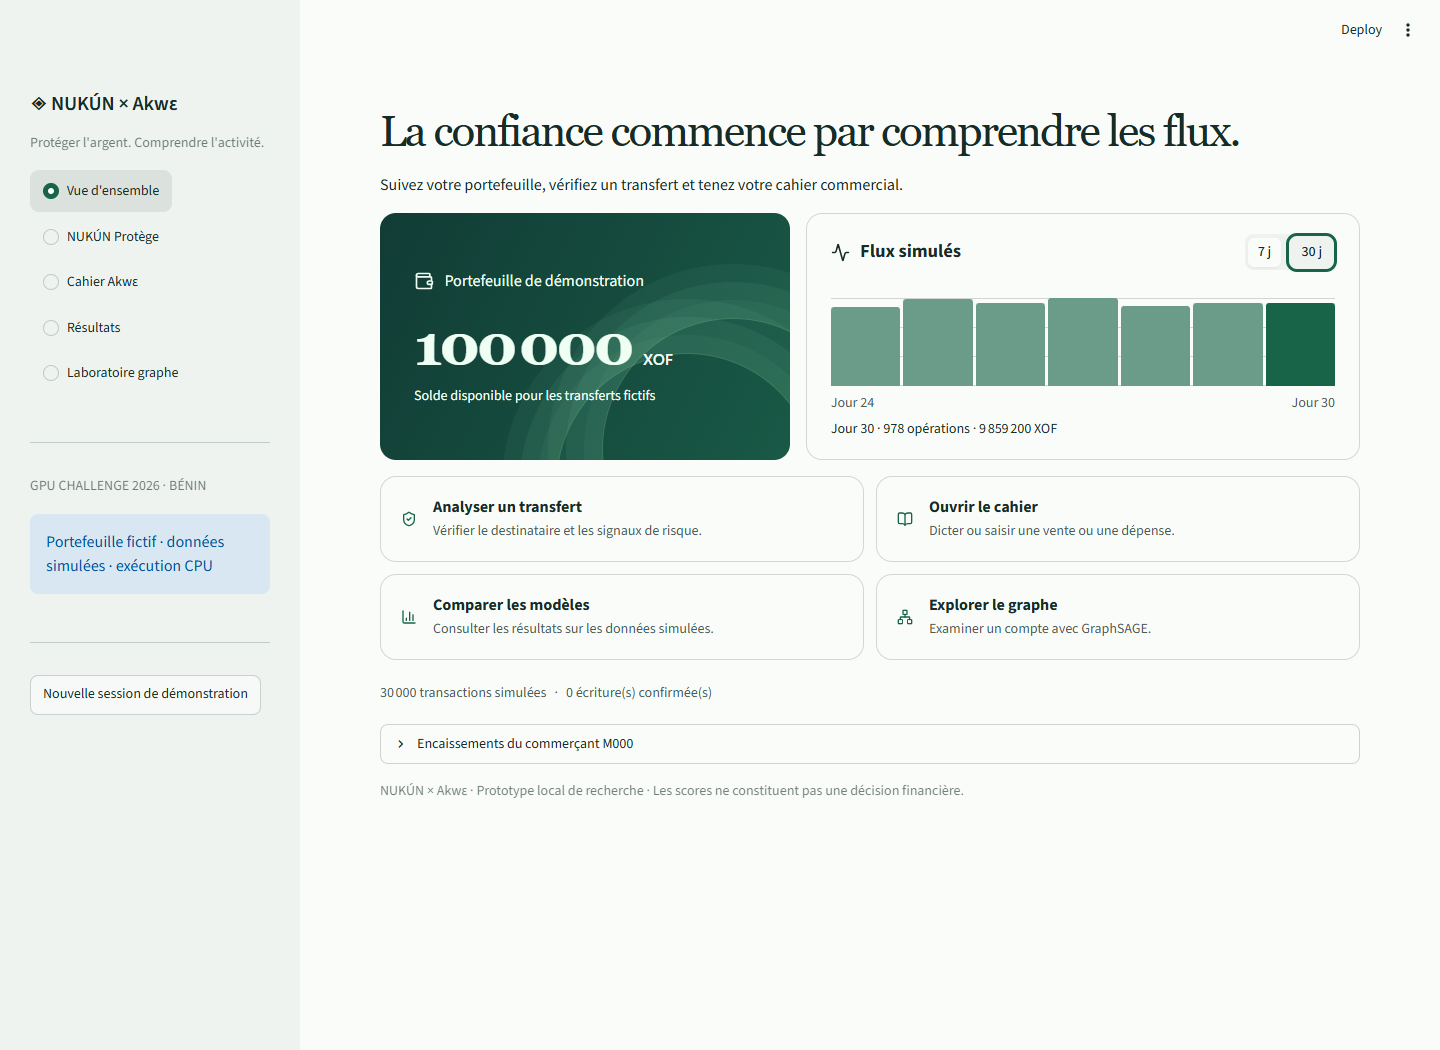 Deploy
NUKÚN × Akwɛ
Protéger l'argent. Comprendre l'activité.
Vue d'ensemble
NUKÚN Protège
Cahier Akwɛ
Résultats
Laboratoire graphe
GPU CHALLENGE 2026 · BÉNIN
Portefeuille fictif · données
simulées · exécution CPU
Nouvelle session de démonstration
La confiance commence par comprendre les flux.
Suivez votre portefeuille, vérifiez un transfert et tenez votre cahier commercial.
Portefeuille de démonstration
100 000 XOF
Solde disponible pour les transferts fictifs
Flux simulés
7 j
30 j
Jour 24
Jour 30
Jour 30 · 978 opérations · 9 859 200 XOF
Analyser un transfert
Vérifier le destinataire et les signaux de risque.
Ouvrir le cahier
Dicter ou saisir une vente ou une dépense.
Comparer les modèles
Consulter les résultats sur les données simulées.
Explorer le graphe
Examiner un compte avec GraphSAGE.
30 000 transactions simulées · 0 écriture(s) confirmée(s)
Encaissements du commerçant M000
NUKÚN × Akwɛ · Prototype local de recherche · Les scores ne constituent pas une décision financière.